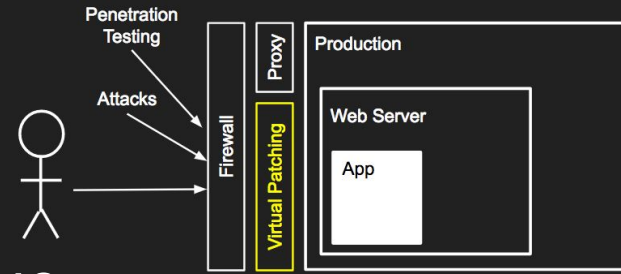 Penetration
Testing
Attacks
Firewall
Proxy
Virtual Patching
Production
Web Server
App